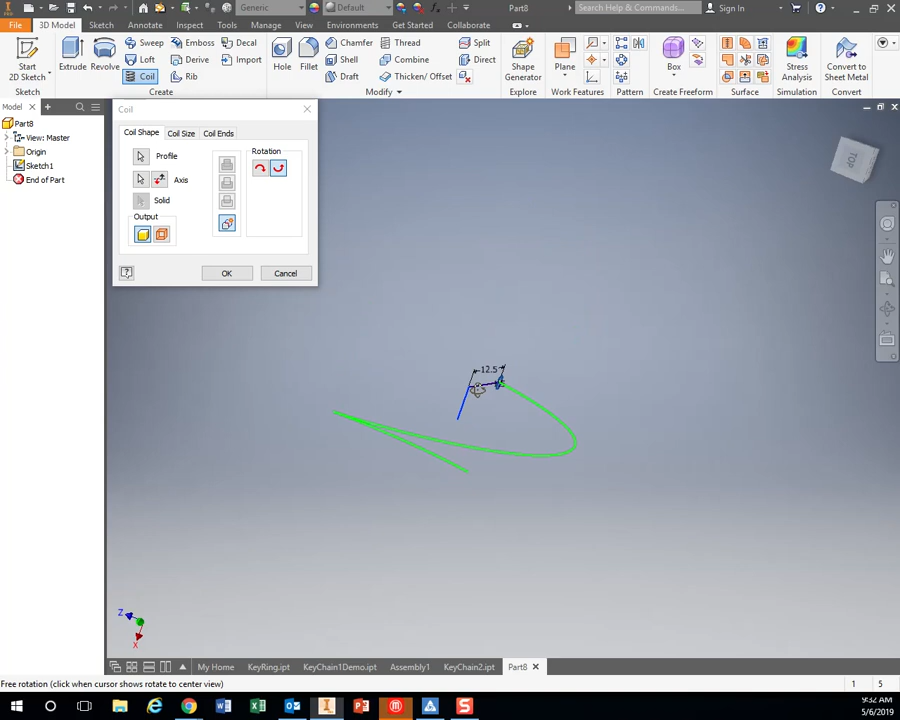 Generic
Default
Part8
Search Help & Commands...
Sign In
File
3D Model
Sketch
Annotate
Inspect
Tools
Manage
View
Environments
Get Started
Collaborate
Start
2D Sketch
Extrude
Revolve
Sweep
Loft
Coil
Emboss
Derive
Rib
Decal
Import
Hole
Fillet
Chamfer
Shell
Draft
Thread
Combine
Thicken/ Offset
Split
Direct
Shape
Generator
Plane
Box
Stress
Analysis
Convert to
Sheet Metal
Sketch
Create
Modify
Explore
Work Features
Pattern
Create Freeform
Surface
Simulation
Convert
Model
Part8
View: Master
Origin
Sketch1
End of Part
Coil
Coil Shape
Coil Size
Coil Ends
Profile
Axis
Solid
Output
Rotation
OK
Cancel
TOP
12.5
Z
X
My Home
KeyRing.ipt
KeyChain1Demo.ipt
Assembly1
KeyChain2.ipt
Part8
Free rotation (click when cursor shows rotate to center view)
1
5
9:32 AM
5/6/2019